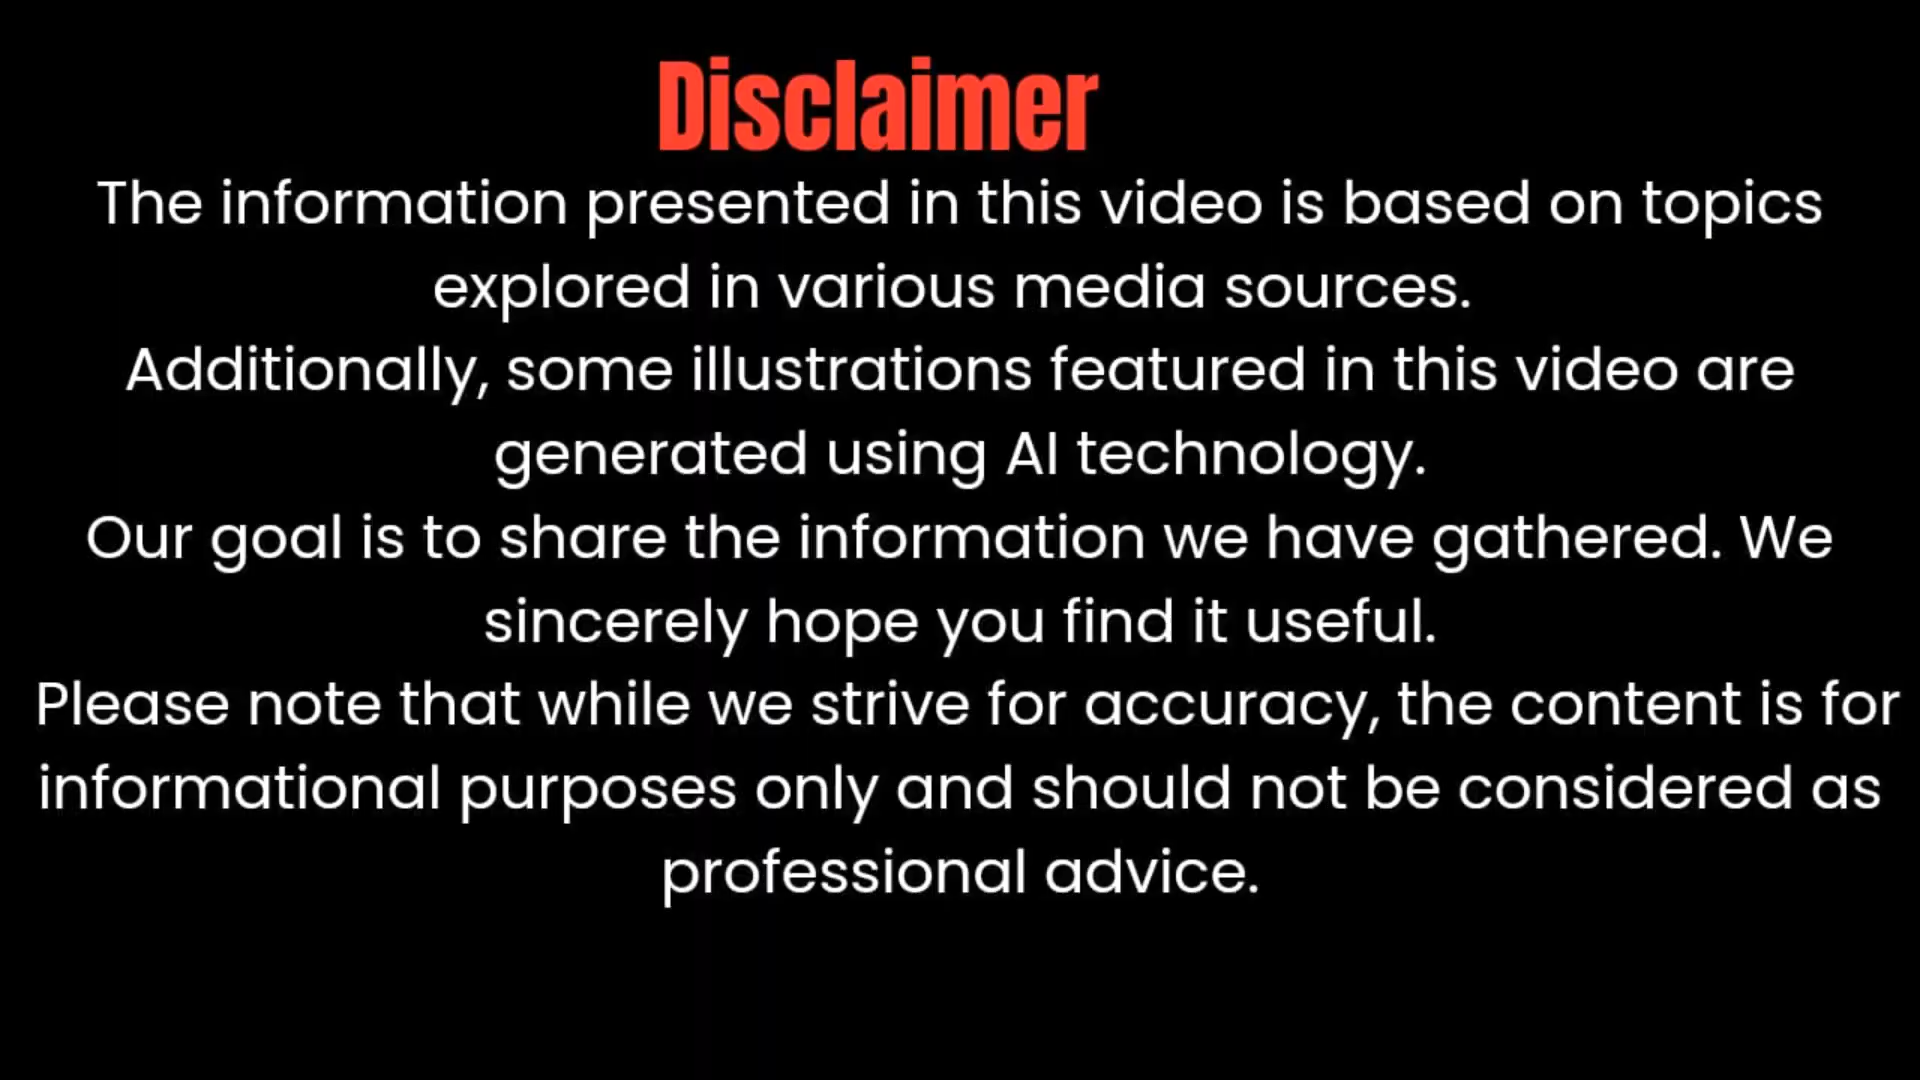 Disclaimer
The information presented in this video is based on topics
explored in various media sources.
Additionally, some illustrations featured in this video are
generated using AI technology.
Our goal is to share the information we have gathered. We
sincerely hope you find it useful.
Please note that while we strive for accuracy, the content is for
informational purposes only and should not be considered as
professional advice.